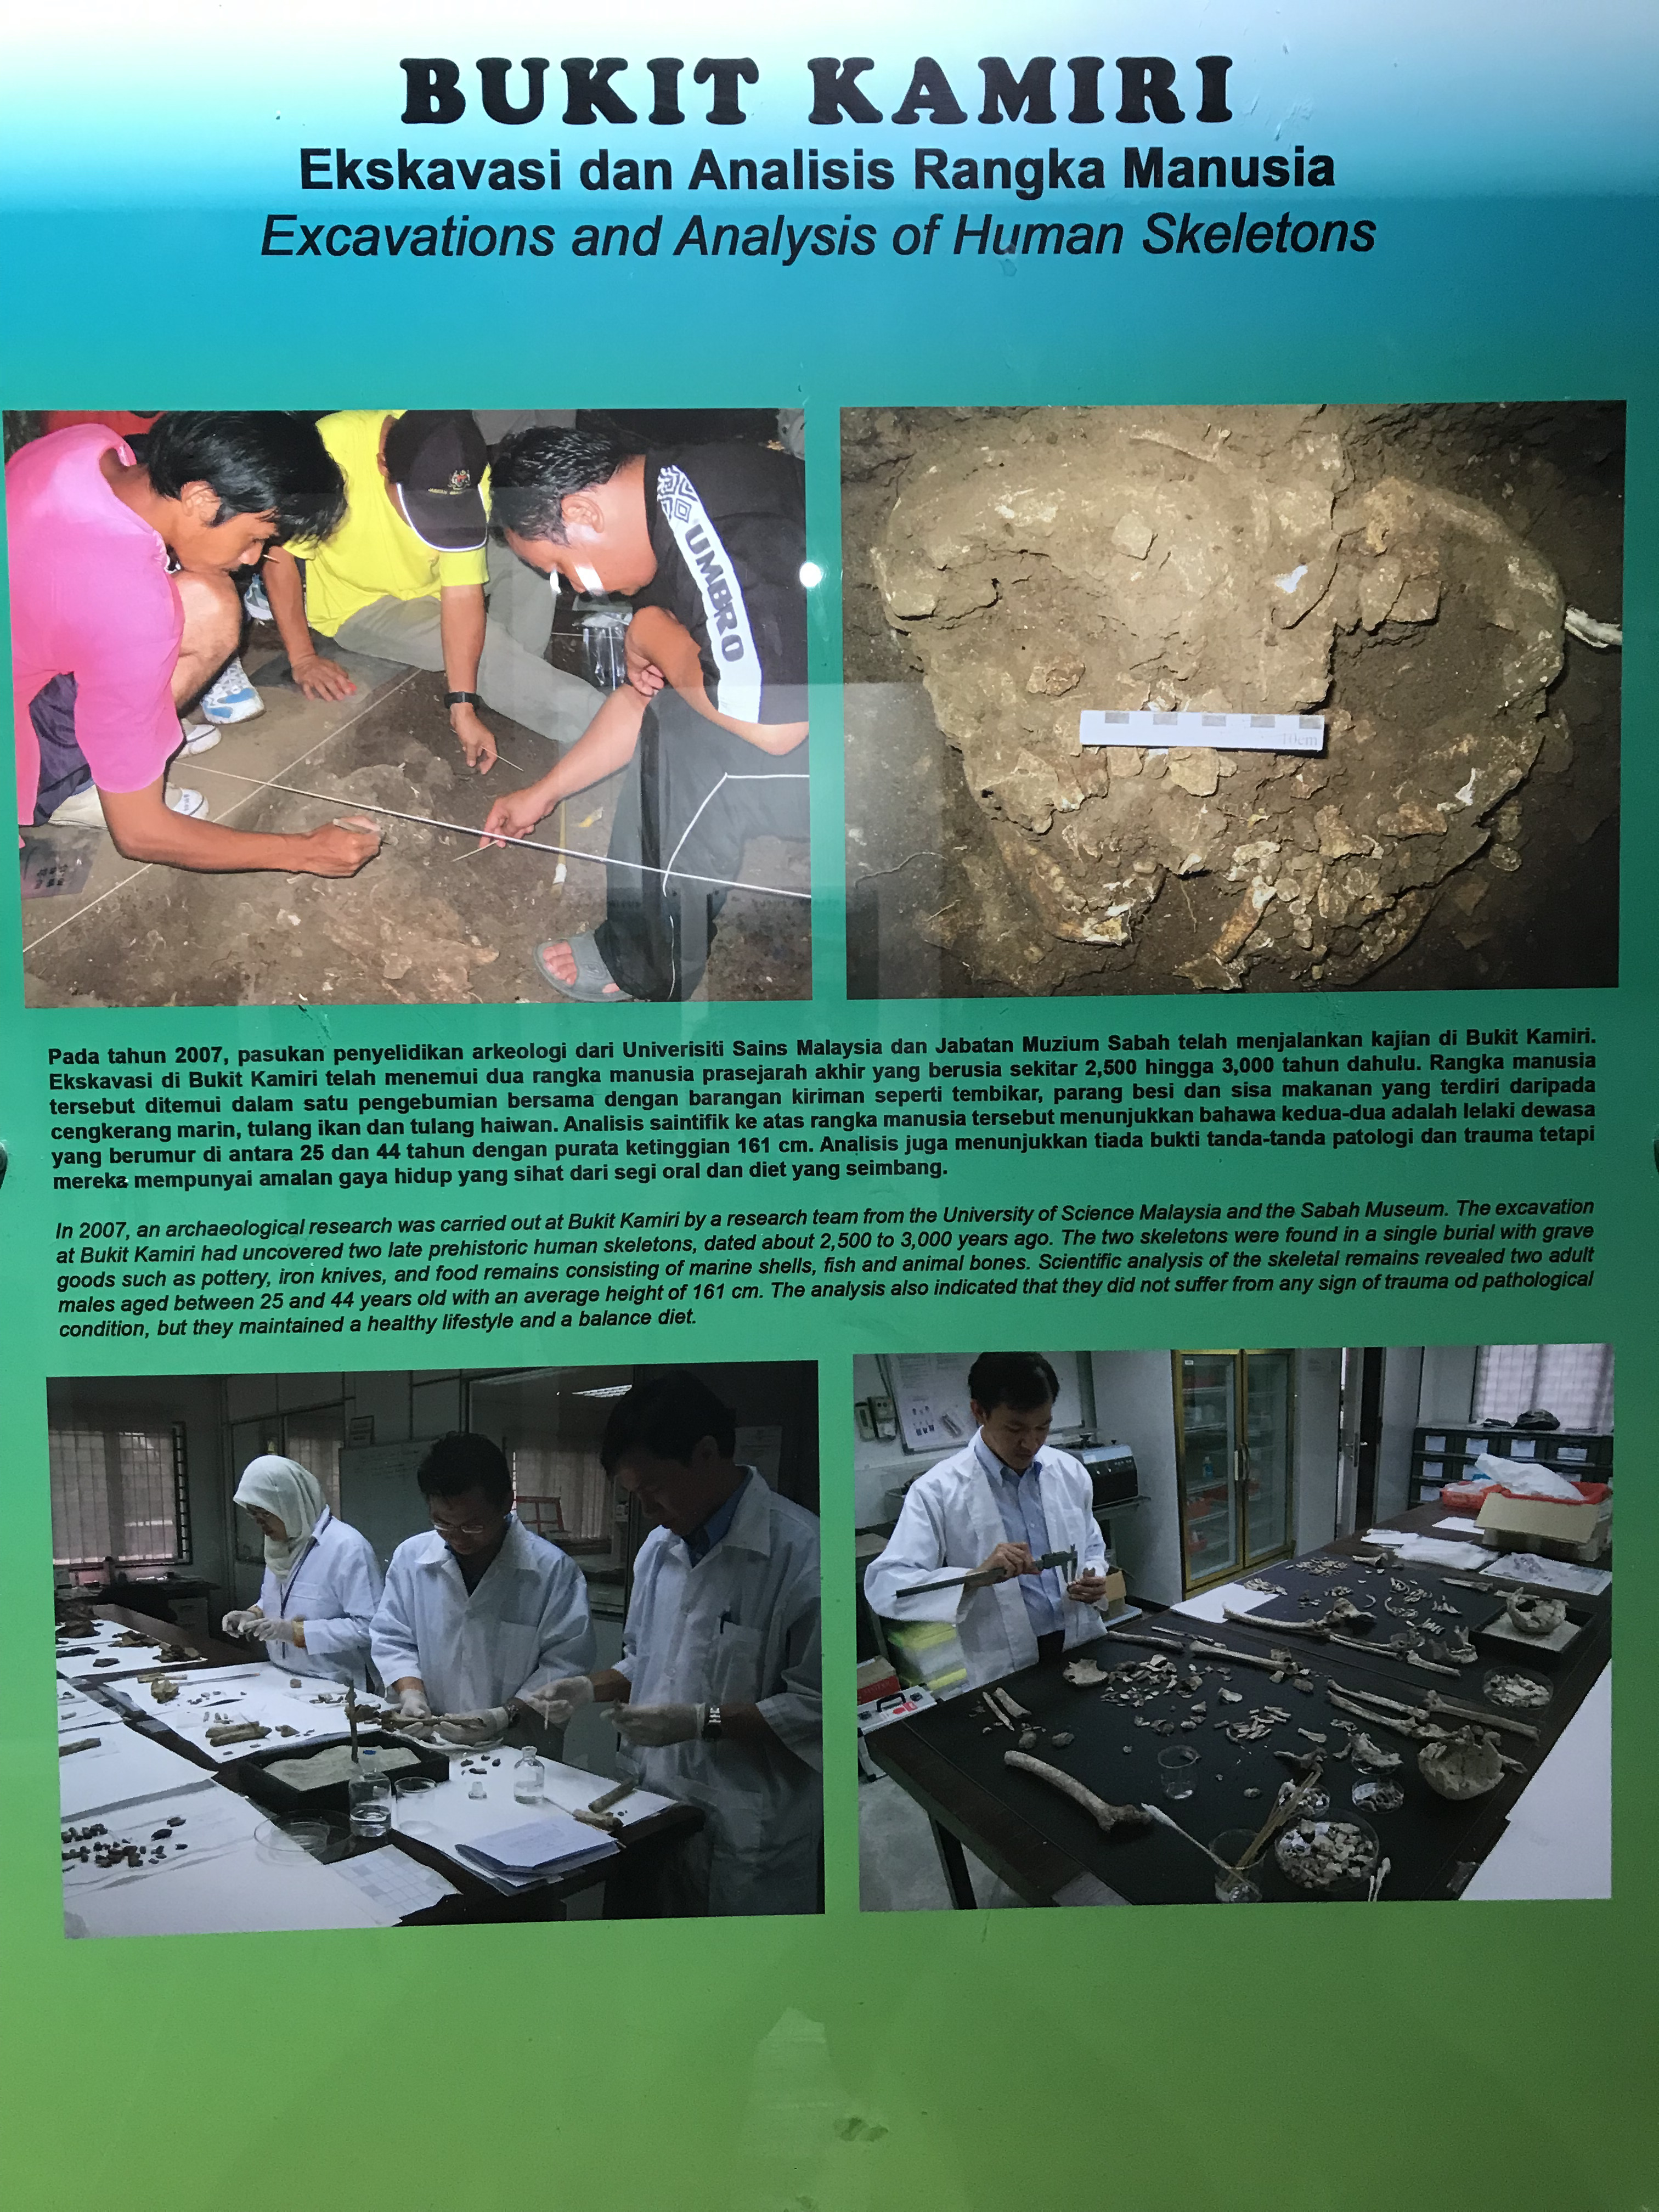 BUKIT KAMIRI
Ekskavasi dan Analisis Rangka Manusia
Excavations and Analysis of Human Skeletons
UMBRO
10cm
Pada tahun 2007, pasukan penyelidikan arkeologi dari Univerisiti Sains Malaysia dan Jabatan Muzium Sabah telah menjalankan kajian di Bukit Kamiri.
Ekskavasi di Bukit Kamiri telah menemui dua rangka manusia prasejarah akhir yang berusia sekitar 2,500 hingga 3,000 tahun dahulu. Rangka manusia
tersebut ditemui dalam satu pengebumian bersama dengan barangan kiriman seperti tembikar, parang besi dan sisa makanan yang terdiri daripada
cengkerang marin, tulang ikan dan tulang haiwan. Analisis saintifik ke atas rangka manusia tersebut menunjukkan bahawa kedua-dua adalah lelaki dewasa
yang berumur di antara 25 dan 44 tahun dengan purata ketinggian 161 cm. Analisis juga menunjukkan tiada bukti tanda-tanda patologi dan trauma tetapi
mereka mempunyai amalan gaya hidup yang sihat dari segi oral dan diet yang seimbang.
In 2007, an archaeological research was carried out at Bukit Kamiri by a research team from the University of Science Malaysia and the Sabah Museum. The excavation
at Bukit Kamiri had uncovered two late prehistoric human skeletons, dated about 2,500 to 3,000 years ago. The two skeletons were found in a single burial with grave
goods such as pottery, iron knives, and food remains consisting of marine shells, fish and animal bones. Scientific analysis of the skeletal remains revealed two adult
males aged between 25 and 44 years old with an average height of 161 cm. The analysis also indicated that they did not suffer from any sign of trauma od pathological
condition, but they maintained a healthy lifestyle and a balance diet.